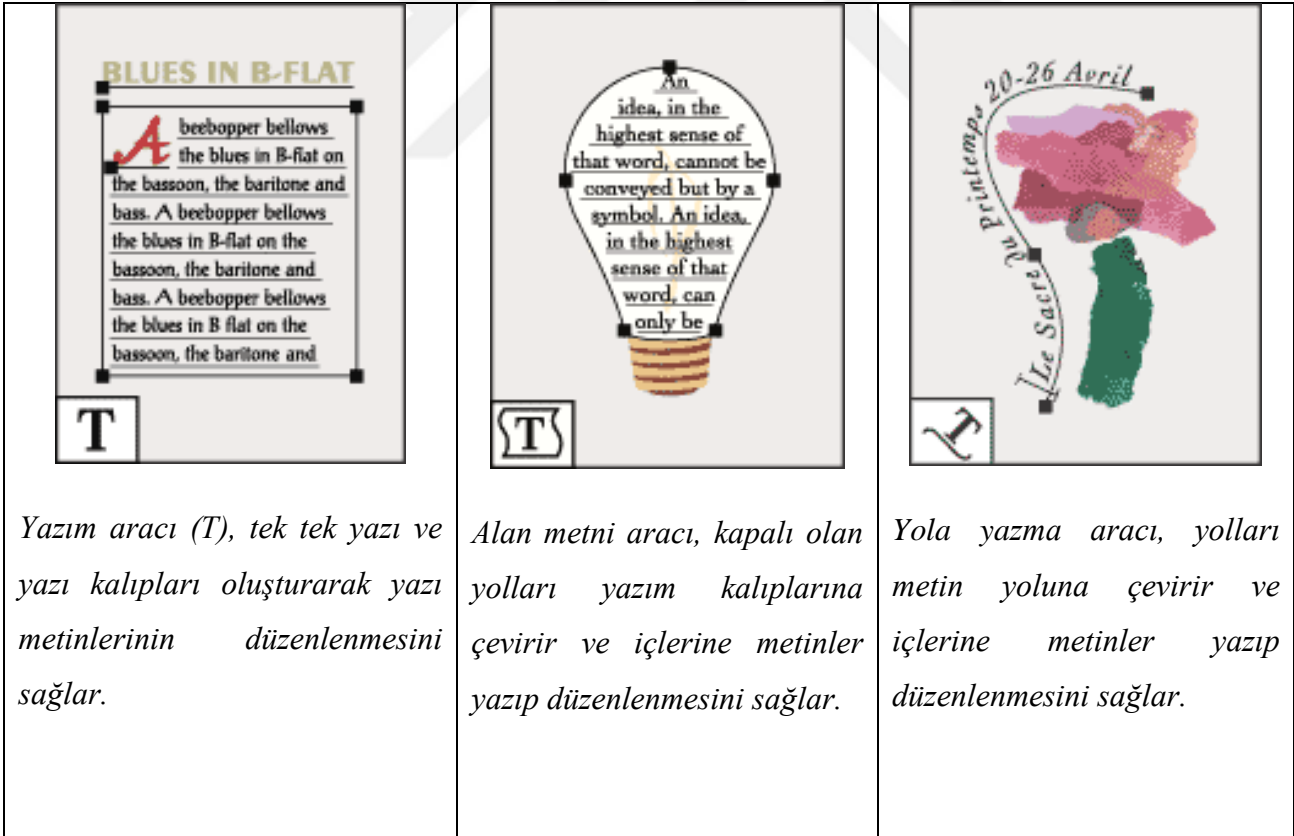 BLUES IN B-FLAT
A beebopper bellows
the blues in B-flat on
the bassoon, the baritone and
bass. A beebopper bellows
the blues in B-flat on the
bassoon, the baritone and
bass. A beebopper bellows
the blues in B flat on the
bassoon, the baritone and
T
Yazım aracı (T), tek tek yazı ve
yazı kalıpları oluşturarak yazı
metinlerinin düzenlenmesini
sağlar.
An
idea, in the
highest sense of
that word, cannot be
conveyed but by a
symbol. An idea,
in the highest
sense of that
word, can
only be
T
Alan metni aracı, kapalı olan
yolları yazım kalıplarına
çevirir ve içlerine metinler
yazıp düzenlenmesini sağlar.
Le Sacre du Printemps 20-26 Avril
T
Yola yazma aracı, yolları
metin yoluna çevirir ve
içlerine metinler yazıp
düzenlenmesini sağlar.